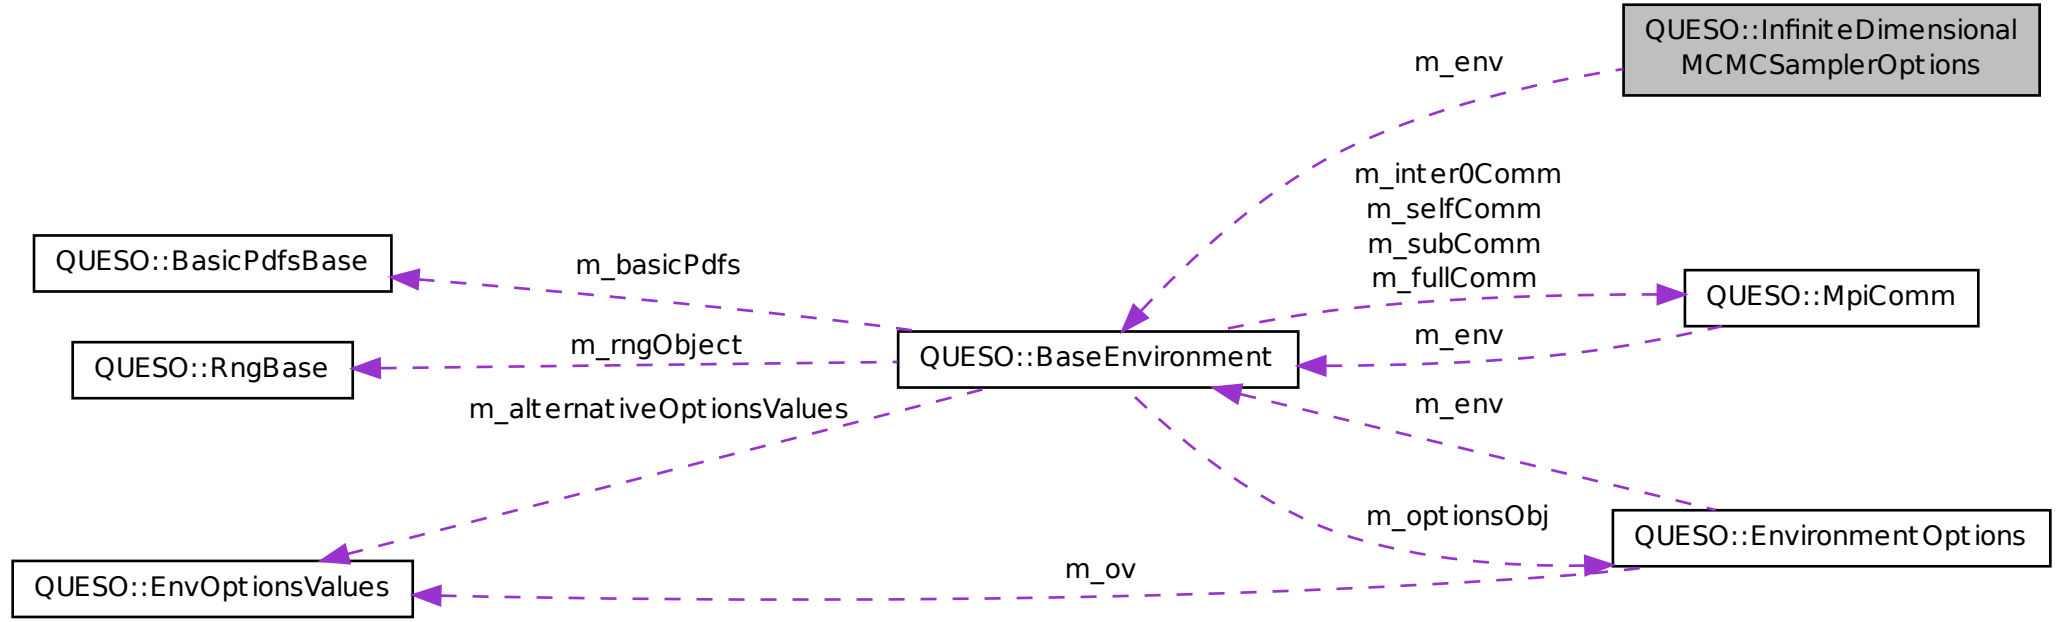 QUESO::InfiniteDimensional
MCMCSamplerOptions
m_env
m_inter0Comm
m_selfComm
m_subComm
m_fullComm
QUESO::BasicPdfsBase
m_basicPdfs
QUESO::MpiComm
m_env
m_rngObject
QUESO::RngBase
QUESO::BaseEnvironment
m_alternativeOptionsValues
m_env
m_optionsObj
QUESO::EnvironmentOptions
m_ov
QUESO::EnvOptionsValues